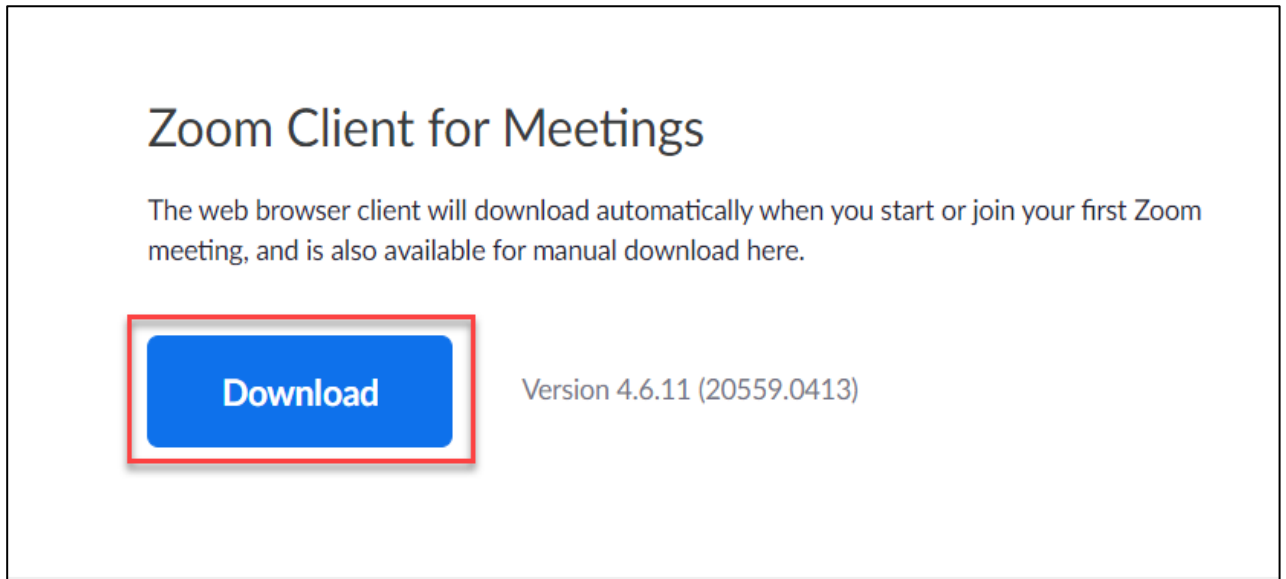 Zoom Client for Meetings
The web browser client will download automatically when you start or join your first Zoom
meeting, and is also available for manual download here.
Download
Version 4.6.11 (20559.0413)